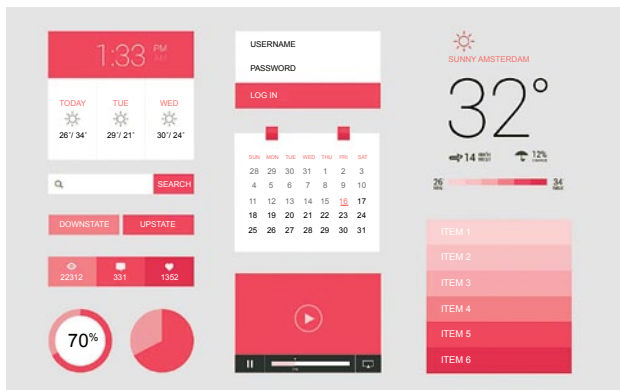 1:33 PM
AM
TODAY TUE WED
26°/ 34° 29°/ 21° 30°/ 24°
SEARCH
DOWNSTATE UPSTATE
22312 331 1352
70%
USERNAME
PASSWORD
LOG IN
SUN MON TUE WED THU FRI SAT
28 29 30 31 1 2 3
4 5 6 7 8 9 10
11 12 13 14 15 16 17
18 19 20 21 22 23 24
25 26 27 28 29 30 31
SUNNY AMSTERDAM
32°
14 12%
26° 34°
ITEM 1
ITEM 2
ITEM 3
ITEM 4
ITEM 5
ITEM 6